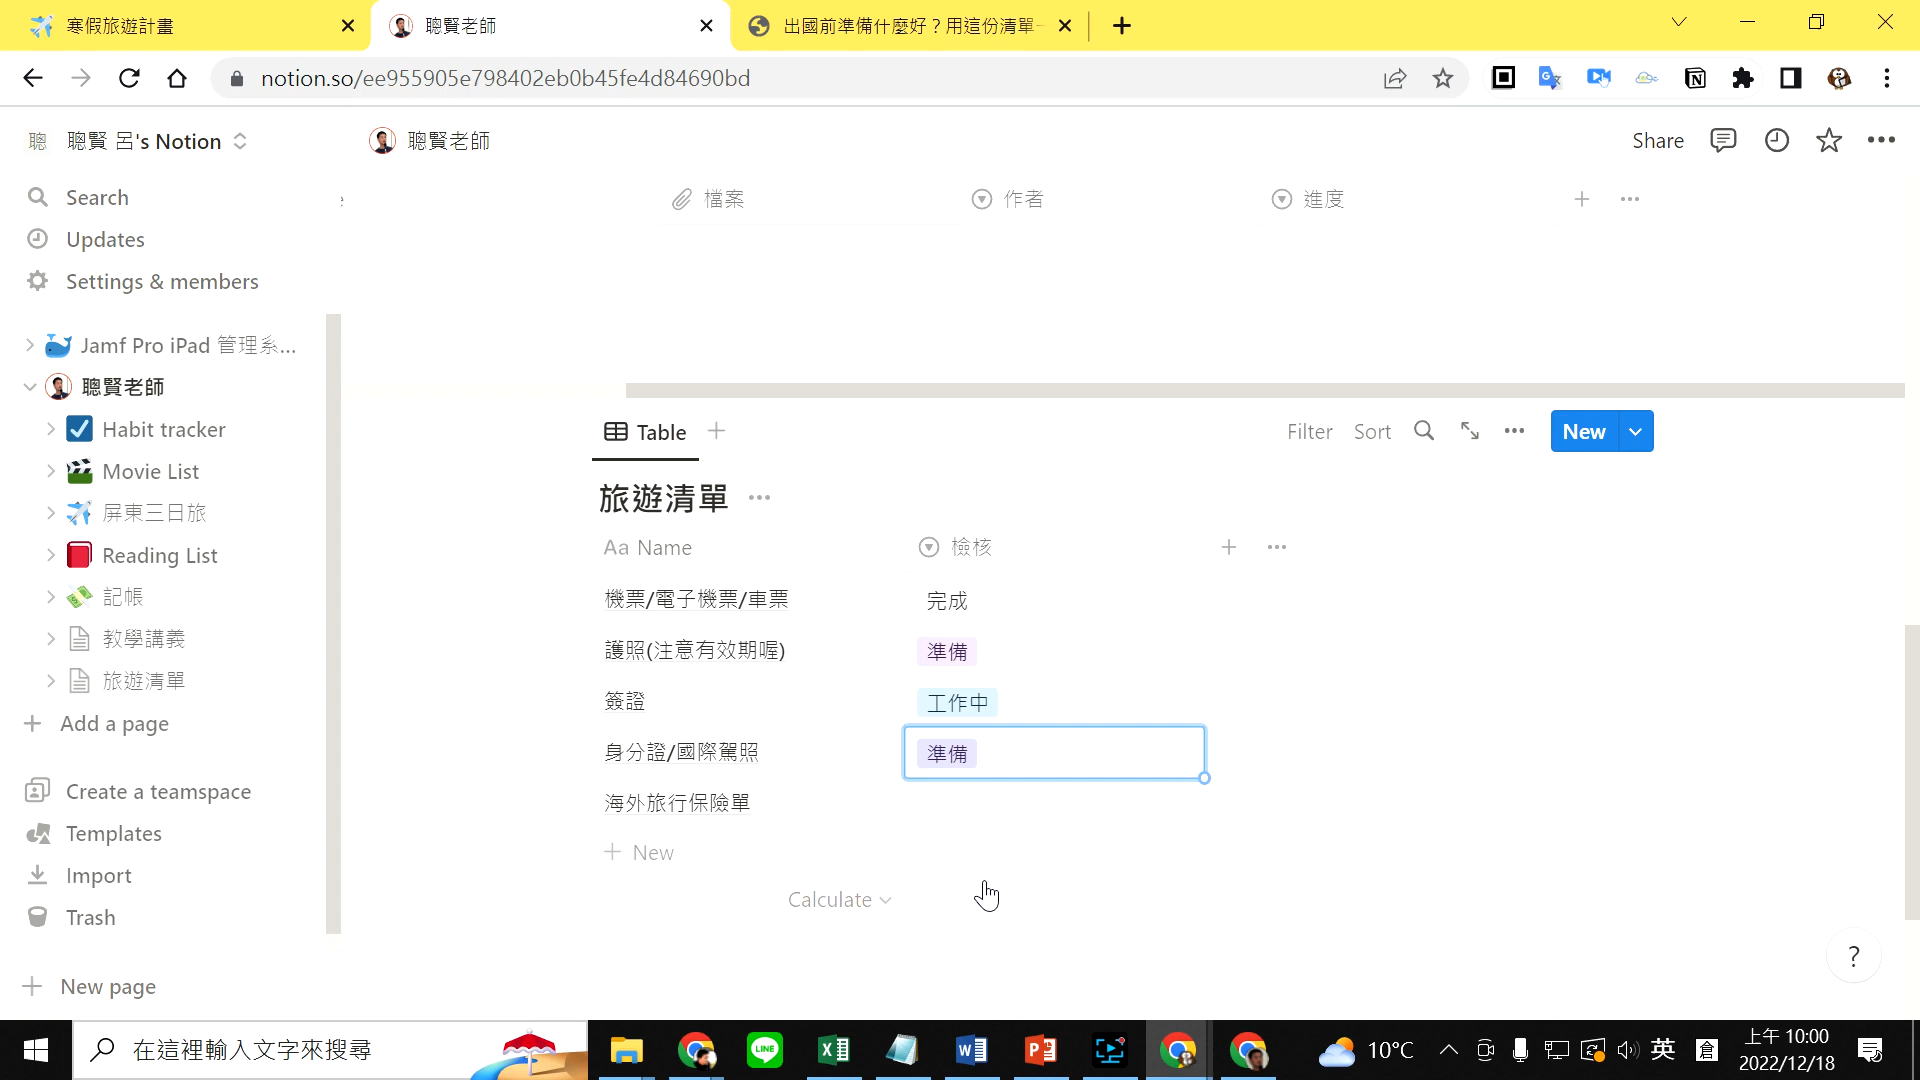 寒假旅遊計畫
聰賢老師
出國前準備什麼好？用這份清單
notion.so/ee955905e798402eb0b45fe4d84690bd
聰 聰賢 呂's Notion
聰賢老師
Share
Search
檔案
作者
進度
Updates
Settings & members
Jamf Pro iPad 管理系...
聰賢老師
Habit tracker
Movie List
屏東三日旅
Reading List
記帳
教學講義
旅遊清單
Add a page
Create a teamspace
Templates
Import
Trash
New page
Table
Filter
Sort
New
旅遊清單
Aa Name
檢核
機票/電子機票/車票
完成
護照(注意有效期喔)
準備
簽證
工作中
身分證/國際駕照
準備
海外旅行保險單
New
Calculate
?
在這裡輸入文字來搜尋
LINE
10°C
英
倉
上午 10:00
2022/12/18